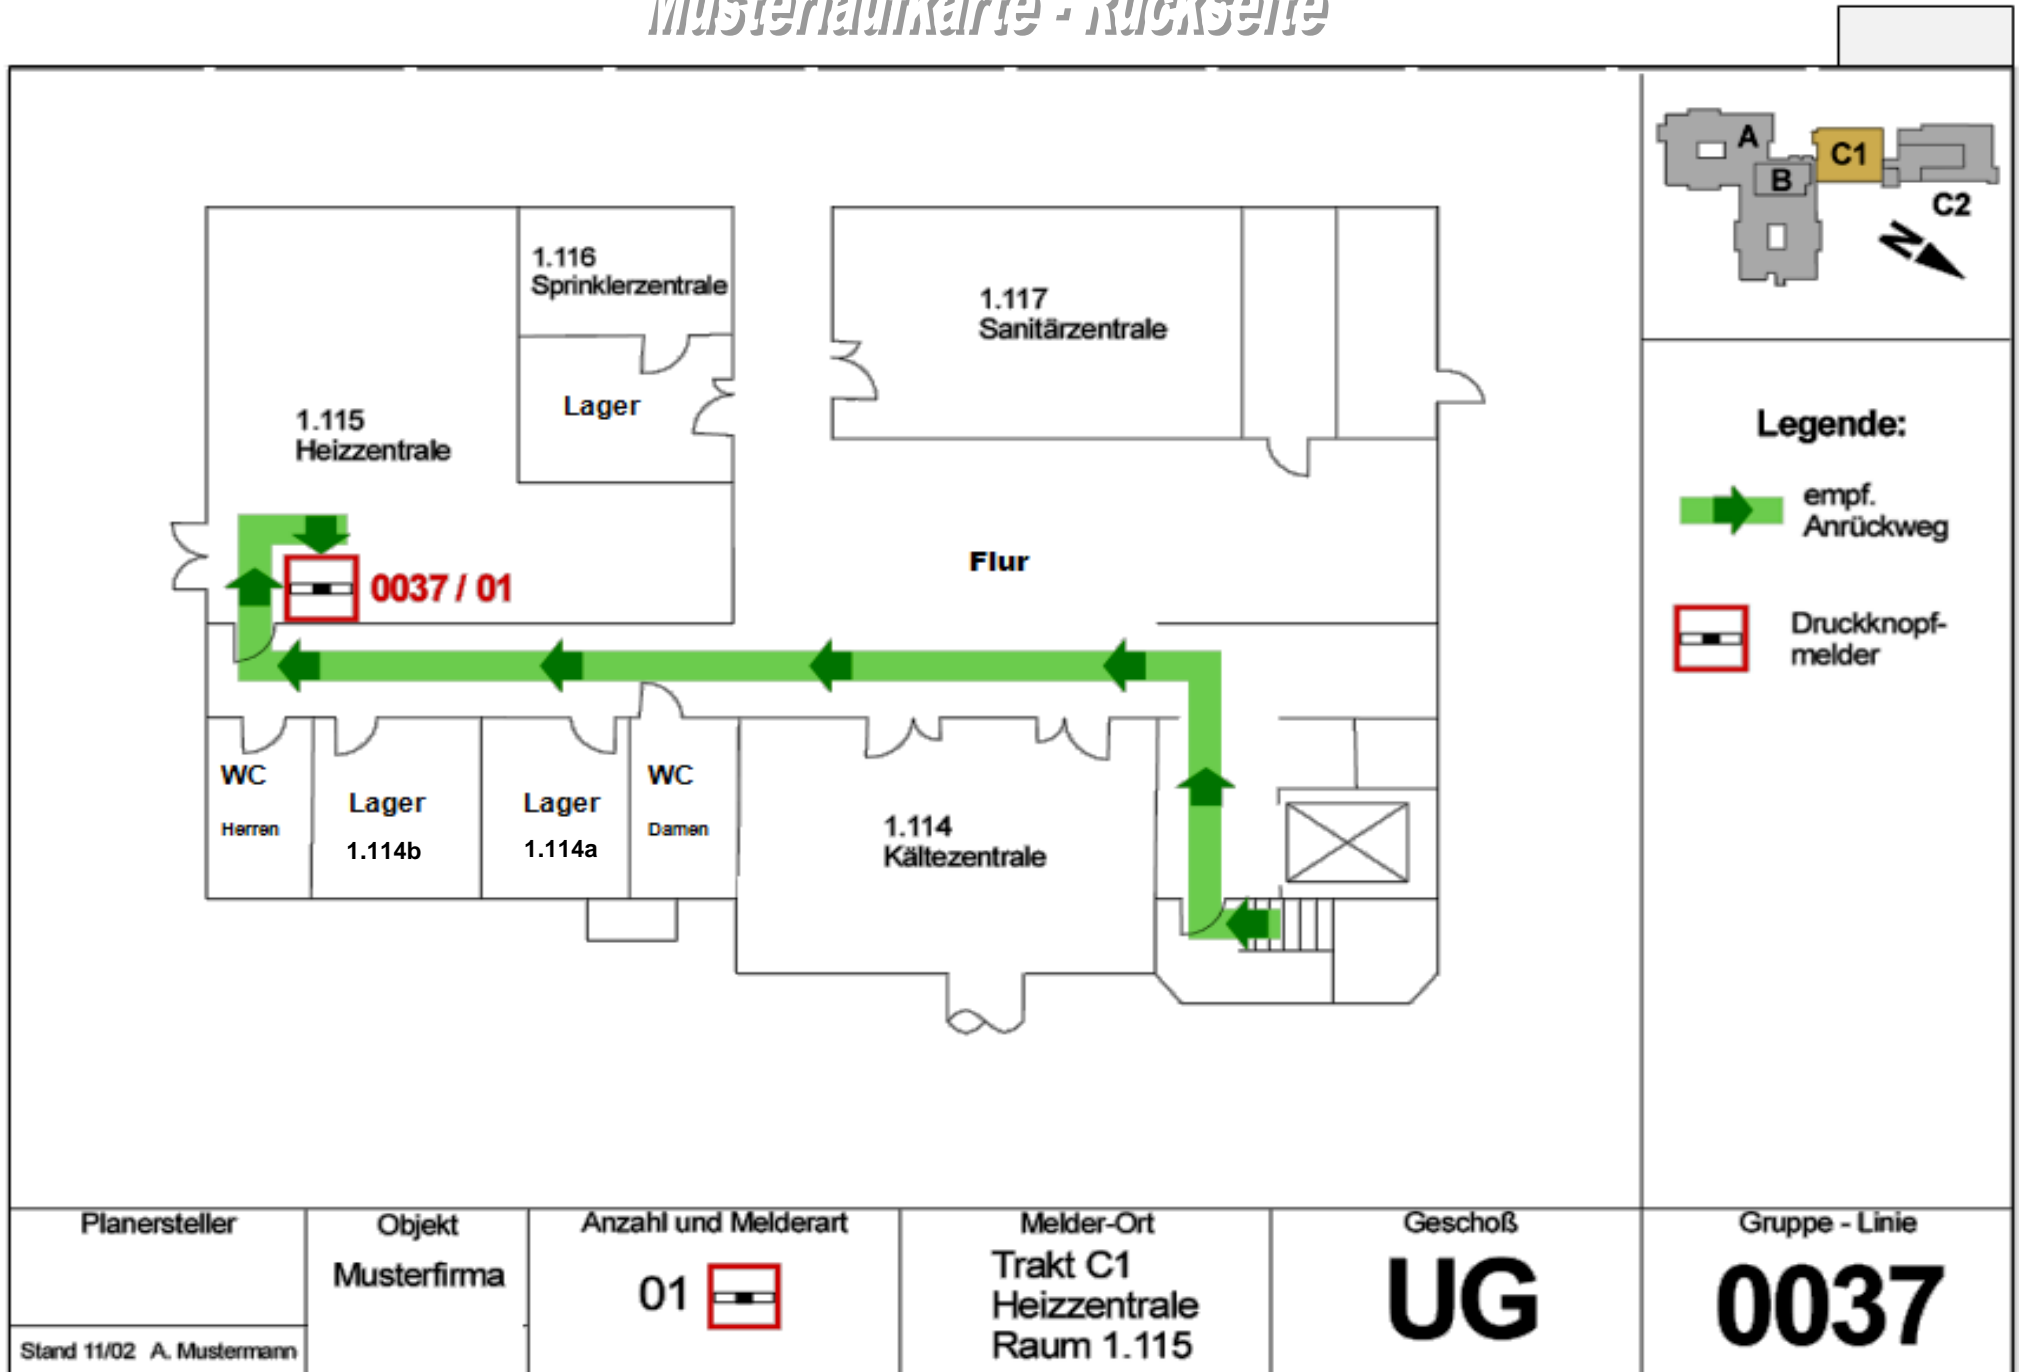 Musterlaufkarte - Rückseite
A
B
C1
C2
N
1.116
Sprinklerzentrale
1.117
Sanitärzentrale
Lager
1.115
Heizzentrale
Flur
0037 / 01
Legende:
empf.
Anrückweg
Druckknopf-
melder
WC
Herren
Lager
1.114b
Lager
1.114a
WC
Damen
1.114
Kältezentrale
Planersteller
Stand 11/02 A. Mustermann
Objekt
Musterfirma
Anzahl und Melderart
01
Melder-Ort
Trakt C1
Heizzentrale
Raum 1.115
Geschoß
UG
Gruppe - Linie
0037